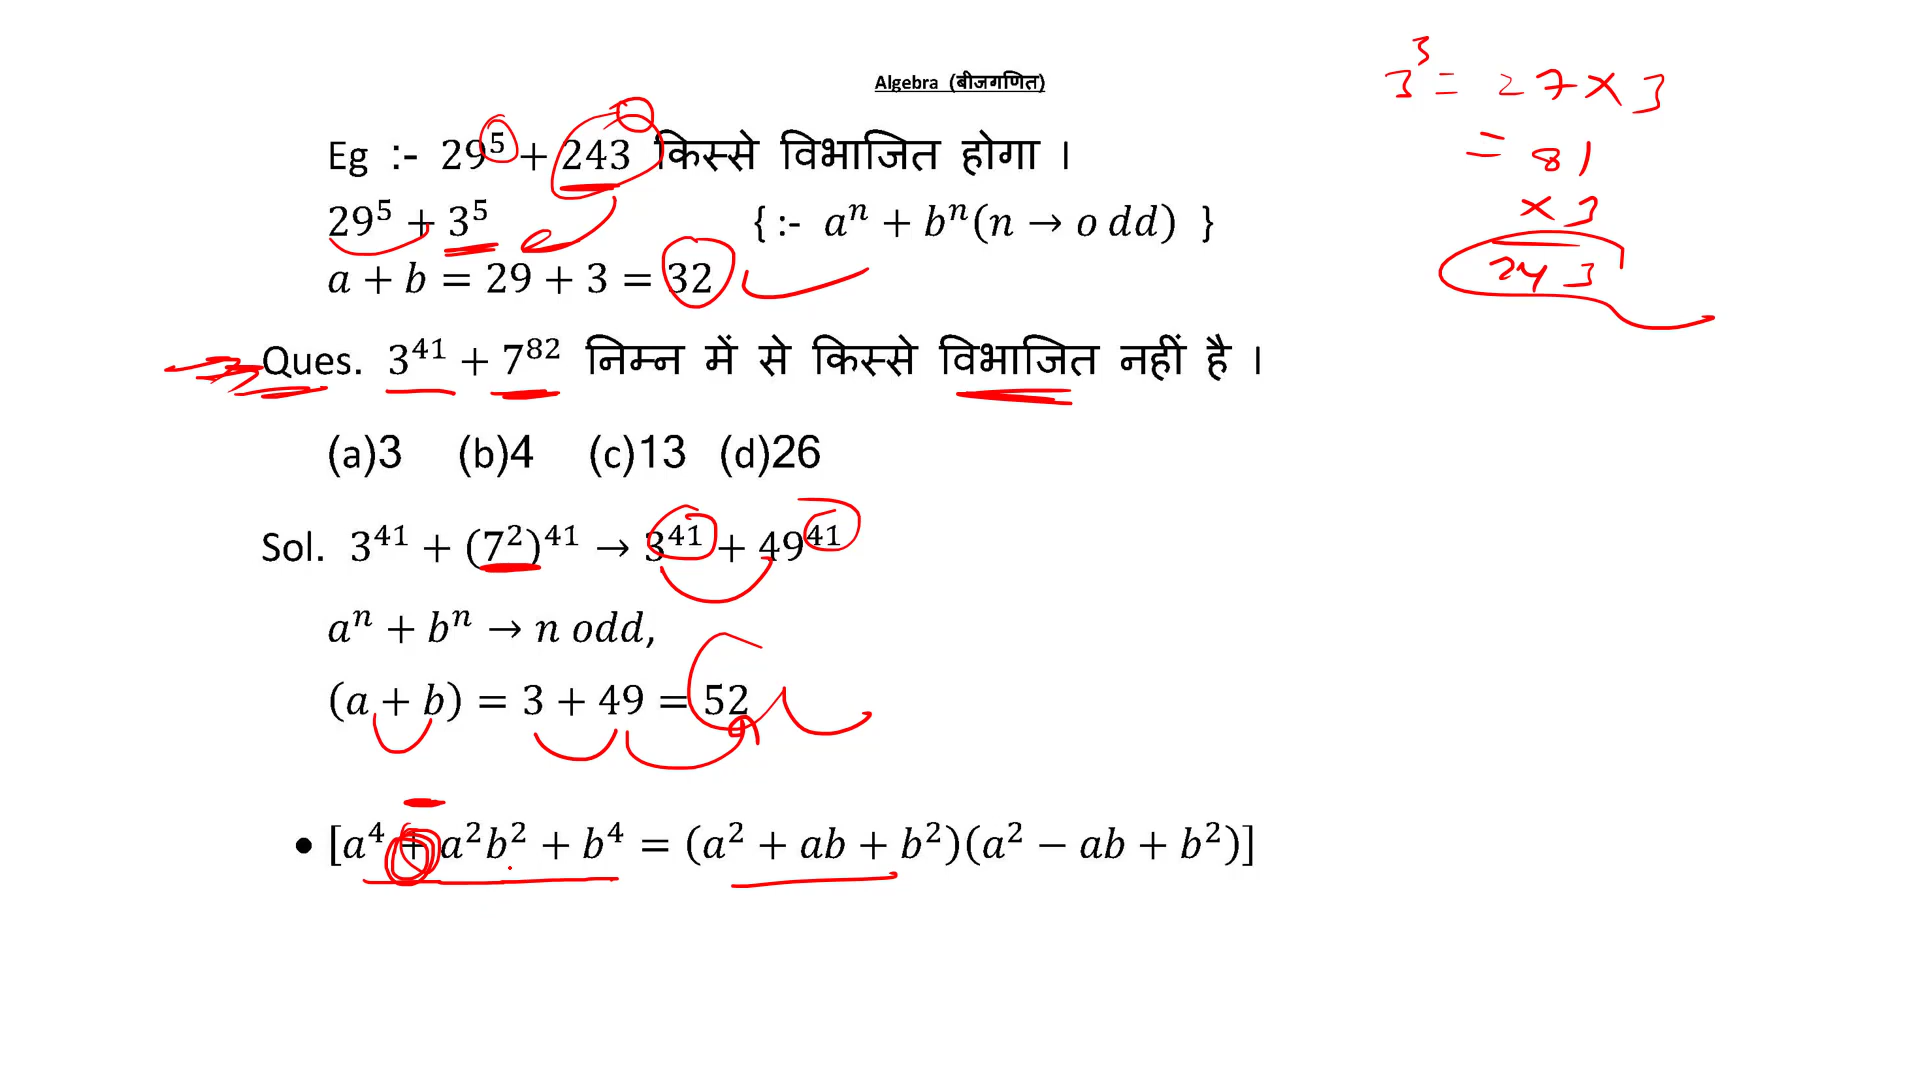 Algebra (बीजगणित)
Eg :- 29⁵ + 243 किस्से विभाजित होगा ।
29⁵ + 3⁵ { :- aⁿ + bⁿ(n → o dd) }
a + b = 29 + 3 = 32
3³ = 27 × 3
= 81
× 3
243
Ques. 3⁴¹ + 7⁸² निम्न में से किस्से विभाजित नहीं है ।
(a)3 (b)4 (c)13 (d)26
Sol. 3⁴¹ + (7²)⁴¹ → 3⁴¹ + 49⁴¹
aⁿ + bⁿ → n odd,
(a + b) = 3 + 49 = 52
• [a⁴ + a²b² + b⁴ = (a² + ab + b²)(a² − ab + b²)]